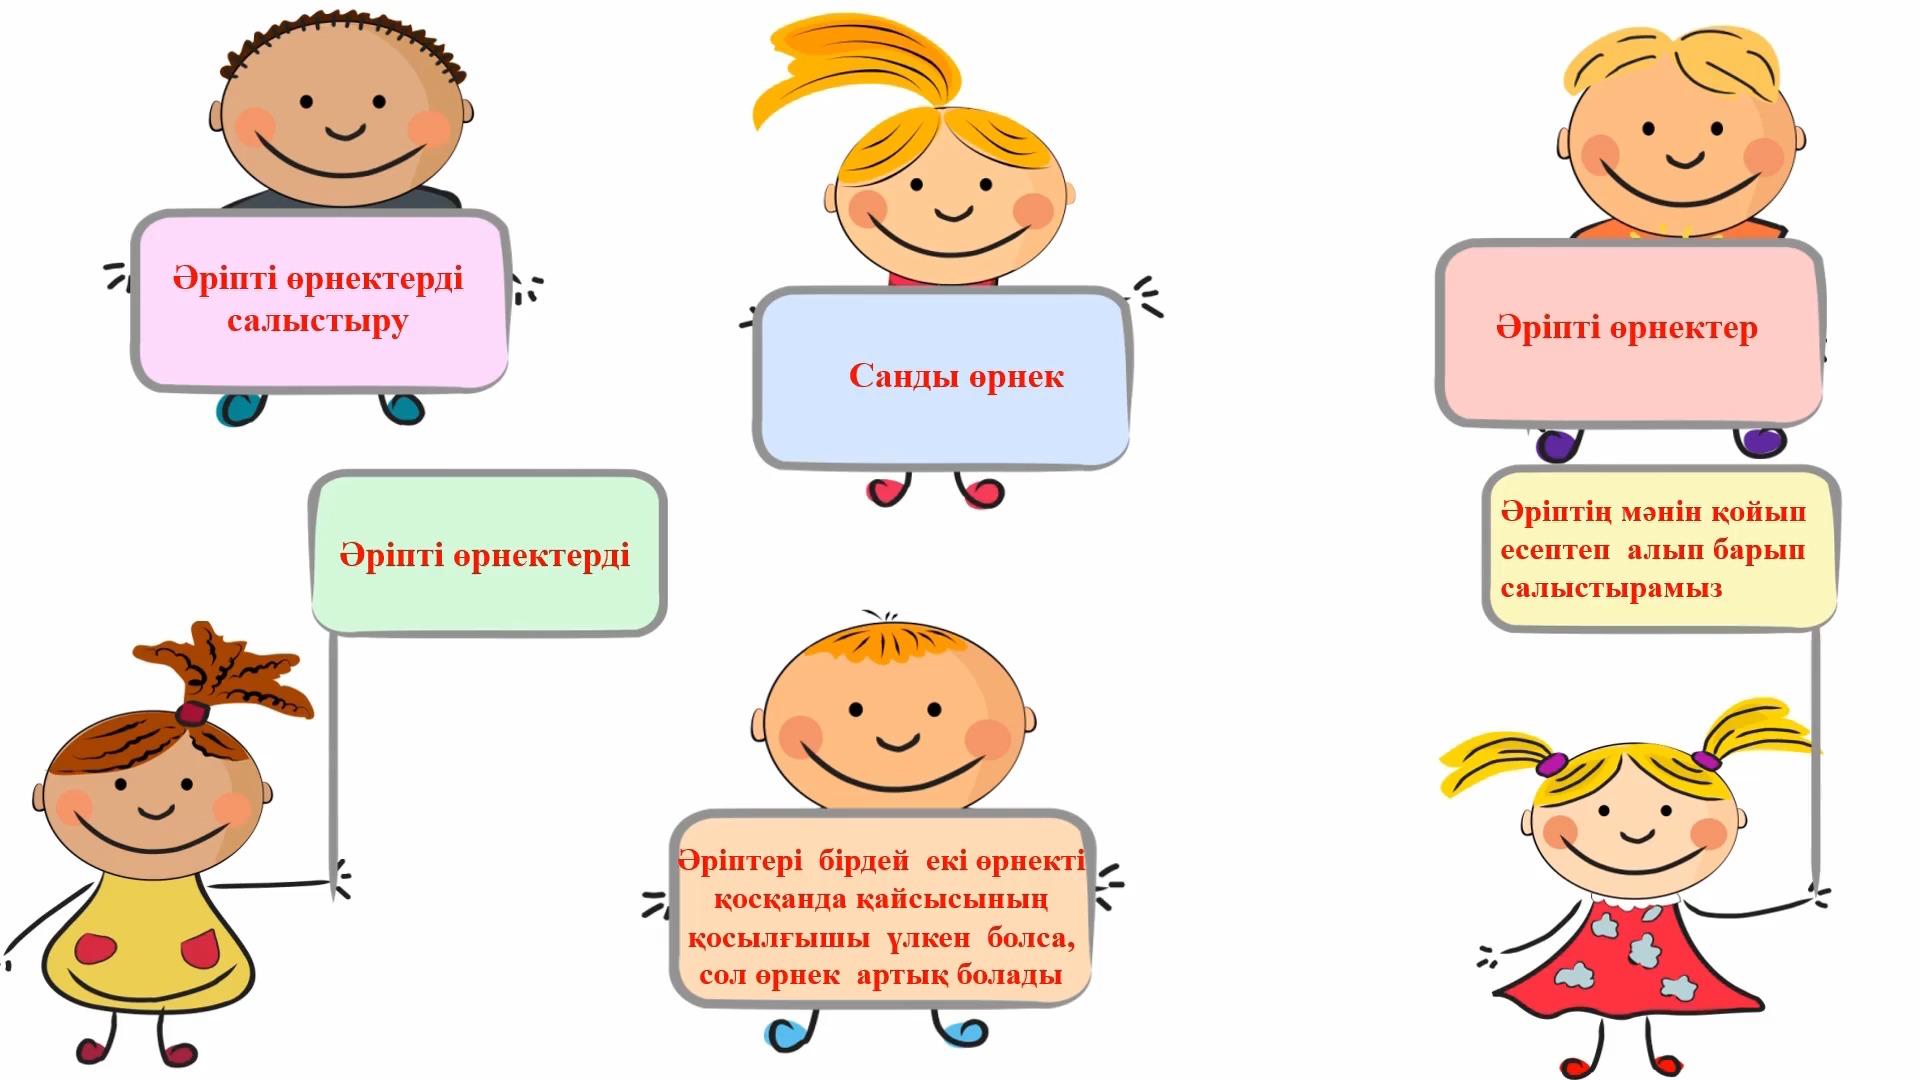 Әріпті өрнектерді
салыстыру
Санды өрнек
Әріпті өрнектер
Әріпті өрнектерді
Әріптің мәнін қойып
есептеп алып барып
салыстырамыз
Әріптері бірдей екі өрнекті
қосқанда қайсысының
қосылғышы үлкен болса,
сол өрнек артық болады